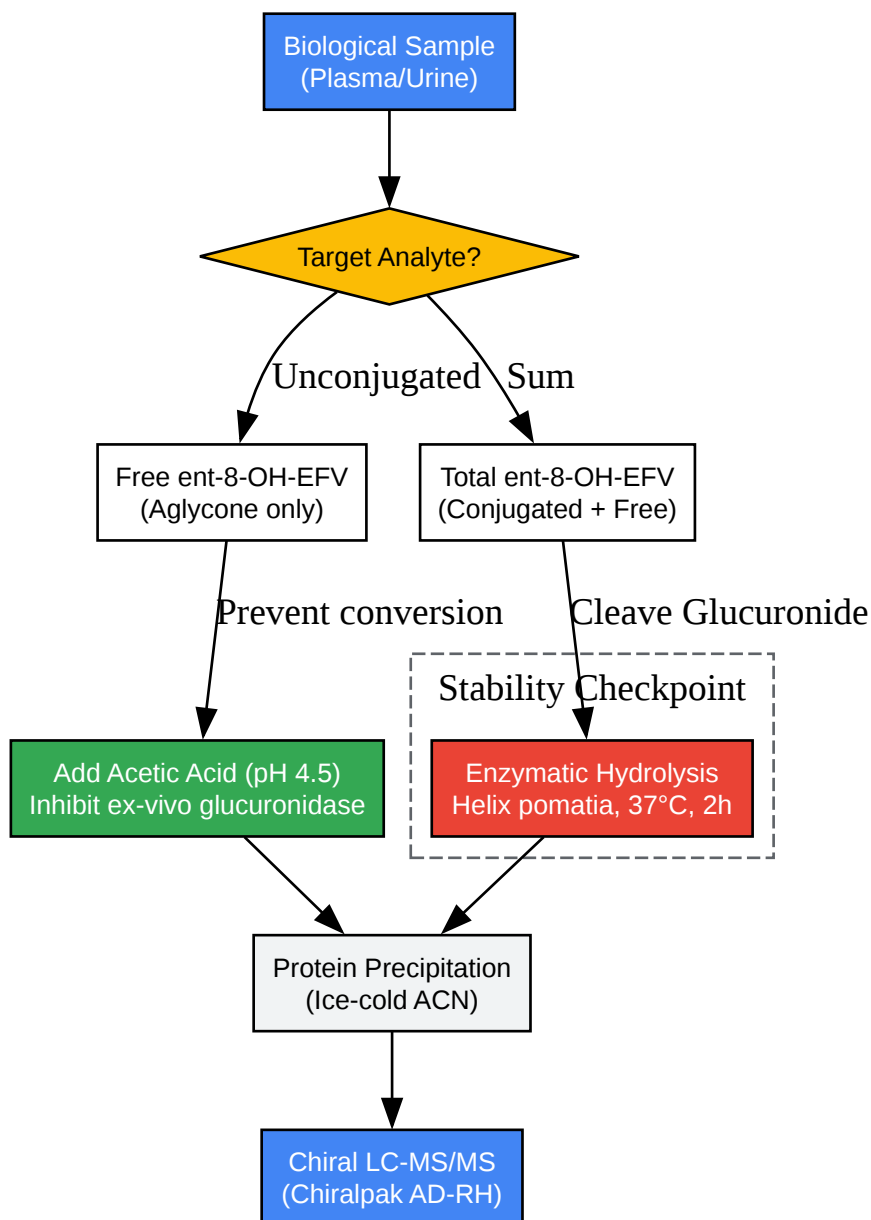 Biological Sample
(Plasma/Urine)
Target Analyte?
Unconjugated
Sum
Free ent-8-OH-EFV
(Aglycone only)
Total ent-8-OH-EFV
(Conjugated + Free)
Prevent conversion
Cleave Glucuronide
Stability Checkpoint
Add Acetic Acid (pH 4.5)
Inhibit ex-vivo glucuronidase
Enzymatic Hydrolysis
Helix pomatia, 37°C, 2h
Protein Precipitation
(Ice-cold ACN)
Chiral LC-MS/MS
(Chiralpak AD-RH)